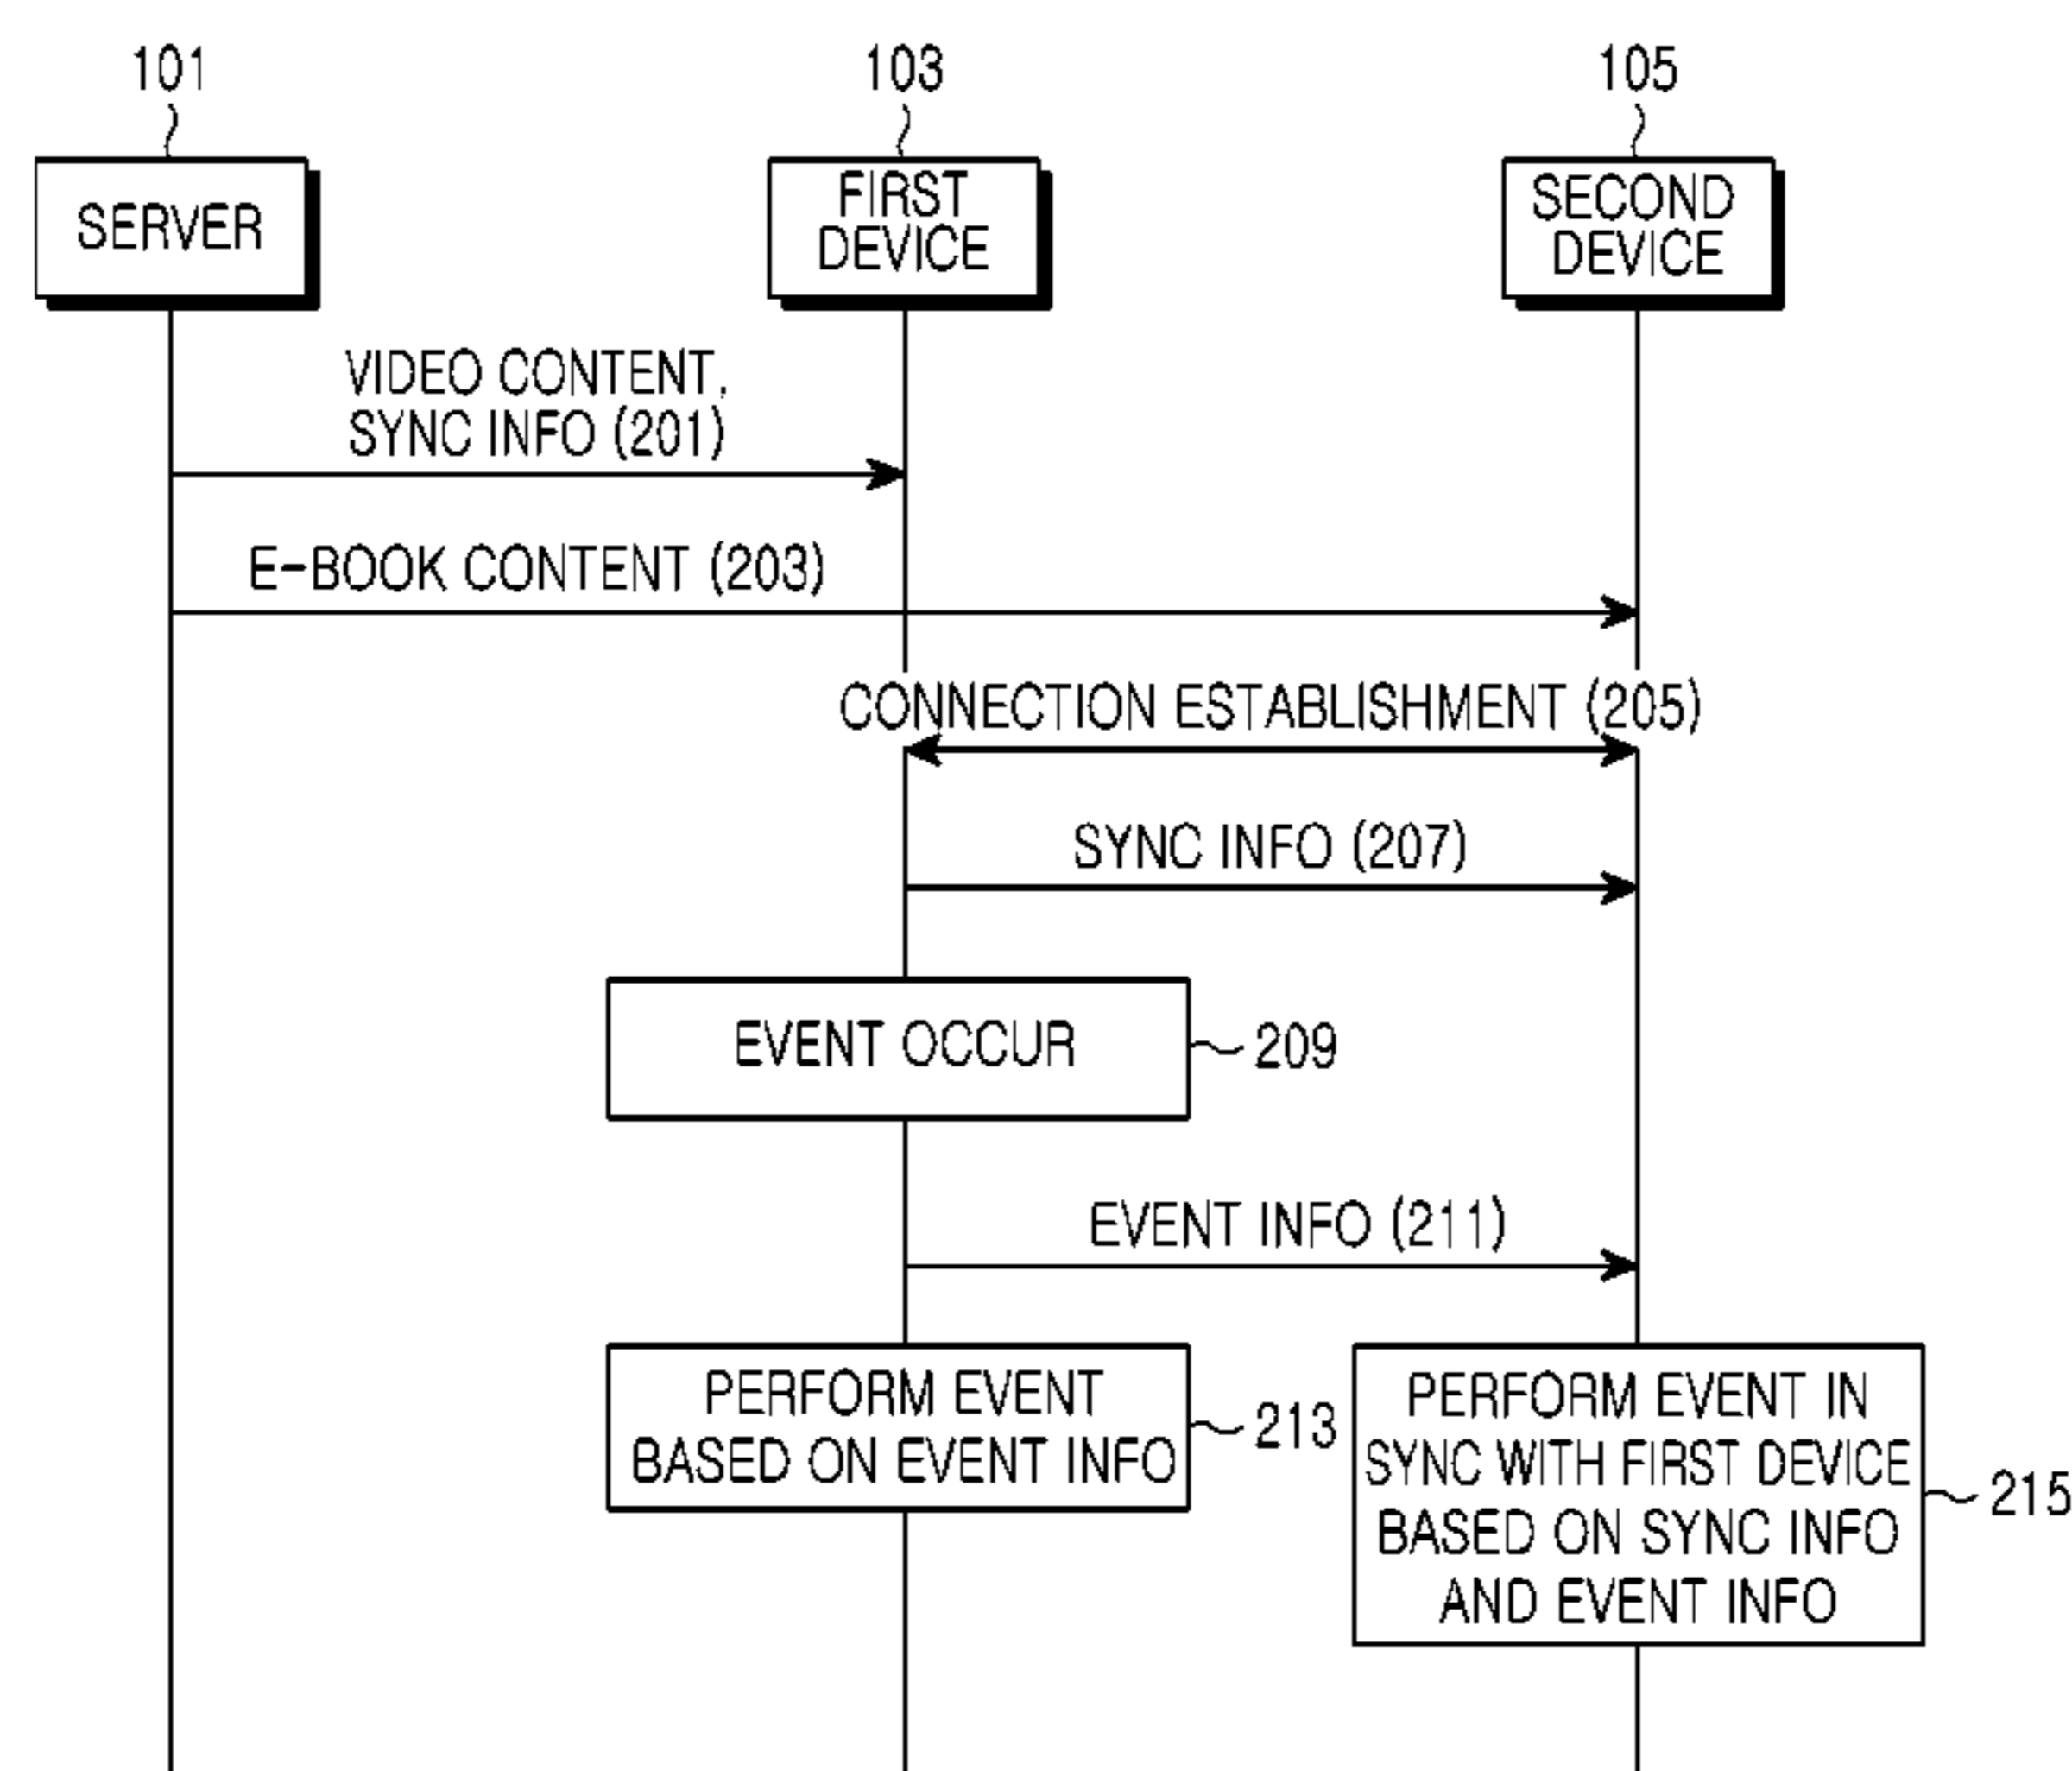 101
103
105
SERVER
FIRST
DEVICE
SECOND
DEVICE
VIDEO CONTENT,
SYNC INFO (201)
E-BOOK CONTENT (203)
CONNECTION ESTABLISHMENT (205)
SYNC INFO (207)
EVENT OCCUR
209
EVENT INFO (211)
PERFORM EVENT
BASED ON EVENT INFO
213
PERFORM EVENT IN
SYNC WITH FIRST DEVICE
BASED ON SYNC INFO
AND EVENT INFO
215